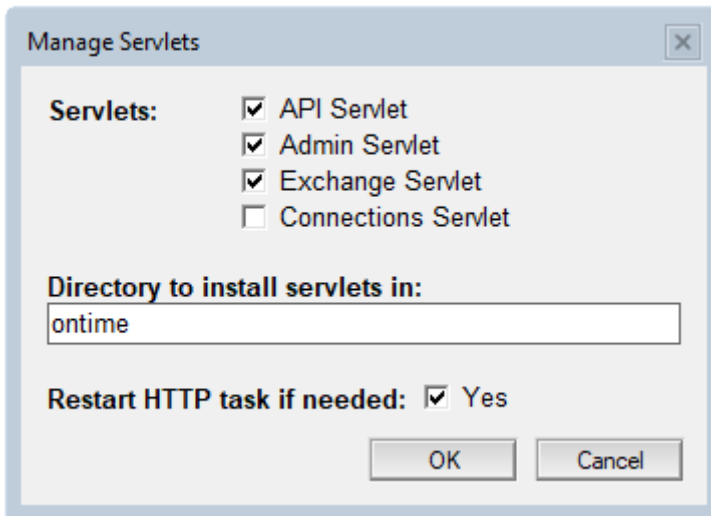 Manage Servlets
Servlets: API Servlet
Admin Servlet
Exchange Servlet
Connections Servlet
Directory to install servlets in:
ontime
Restart HTTP task if needed: Yes
OK Cancel